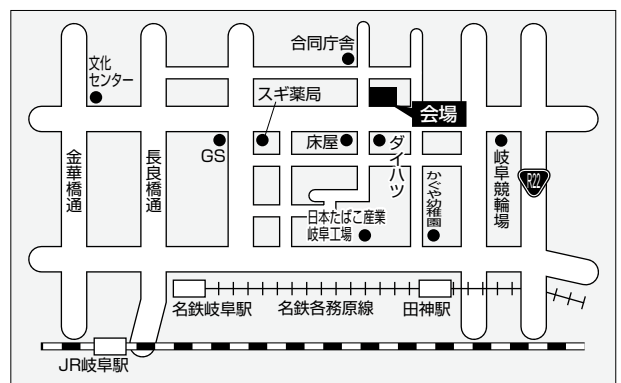 合同庁舎
文化
センター
スギ薬局
会場
金華橋通
長良橋通
GS
床屋
ダイハツ
かぐや幼稚園
岐阜競輪場
R22
日本たばこ産業
岐阜工場
名鉄岐阜駅
名鉄各務原線
田神駅
JR岐阜駅